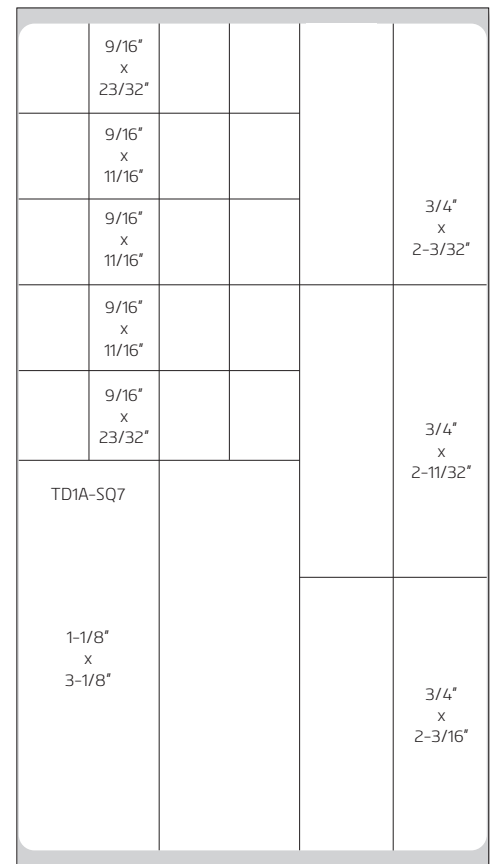 9/16"
x
23/32"
9/16"
x
11/16"
9/16"
x
11/16"
3/4"
x
2-3/32"
9/16"
x
11/16"
9/16"
x
23/32"
3/4"
x
2-11/32"
TD1A-SQ7
1-1/8"
x
3-1/8"
3/4"
x
2-3/16"